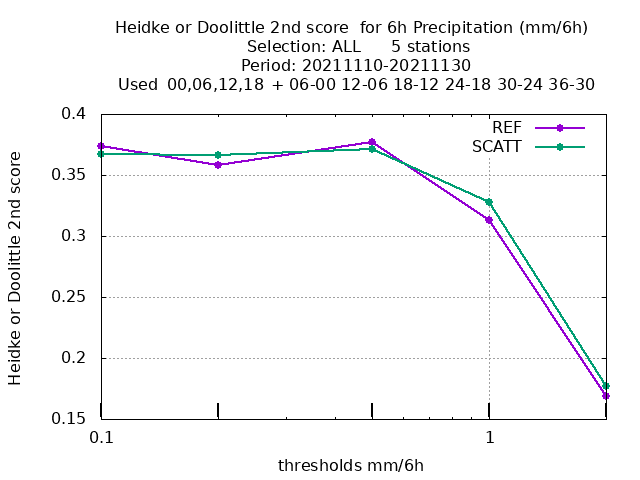 Heidke or Doolittle 2nd score  for 6h Precipitation (mm/6h)
Selection: ALL      5 stations
Period: 20211110-20211130
Used  00,06,12,18  + 06-00 12-06 18-12 24-18 30-24 36-30
REF
SCATT
Heidke or Doolittle 2nd score
0.4
0.35
0.3
0.25
0.2
0.15
0.1
1
thresholds mm/6h